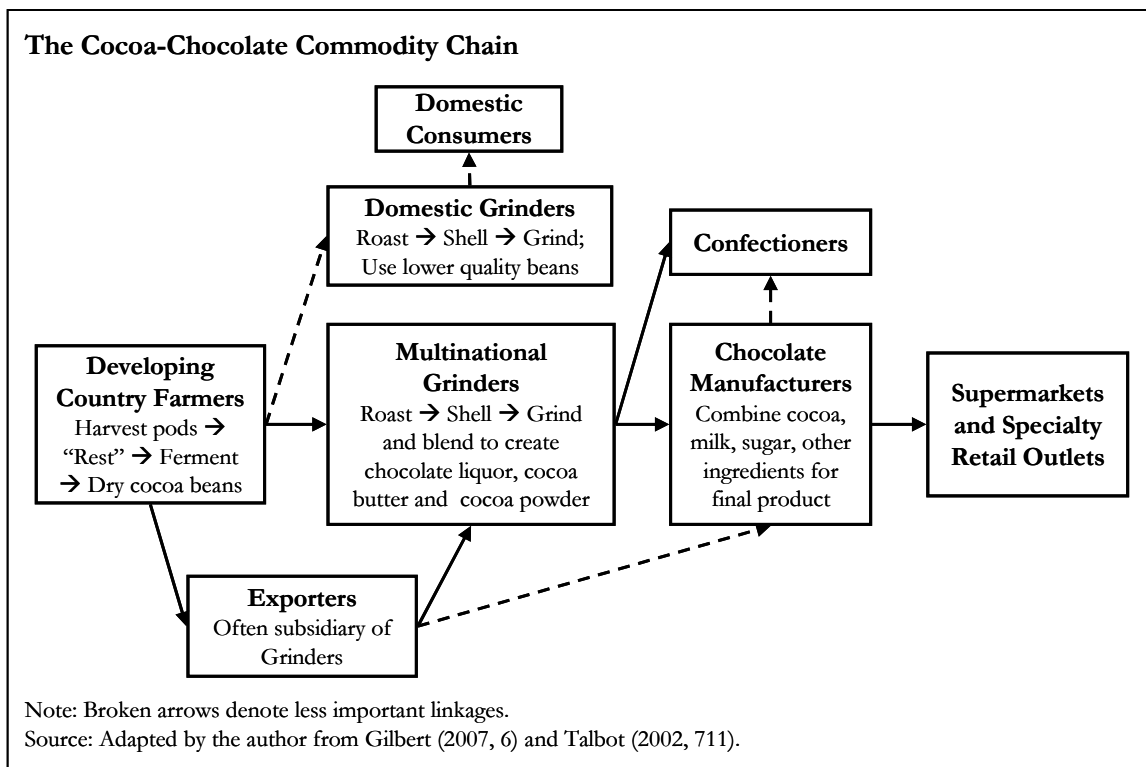 The Cocoa-Chocolate Commodity Chain
Domestic
Consumers
Domestic Grinders
Roast → Shell → Grind;
Use lower quality beans
Confectioners
Developing
Country Farmers
Harvest pods →
“Rest” → Ferment
→ Dry cocoa beans
Multinational
Grinders
Roast → Shell → Grind
and blend to create
chocolate liquor, cocoa
butter and cocoa powder
Chocolate
Manufacturers
Combine cocoa,
milk, sugar, other
ingredients for
final product
Supermarkets
and Specialty
Retail Outlets
Exporters
Often subsidiary of
Grinders
Note: Broken arrows denote less important linkages.
Source: Adapted by the author from Gilbert (2007, 6) and Talbot (2002, 711).